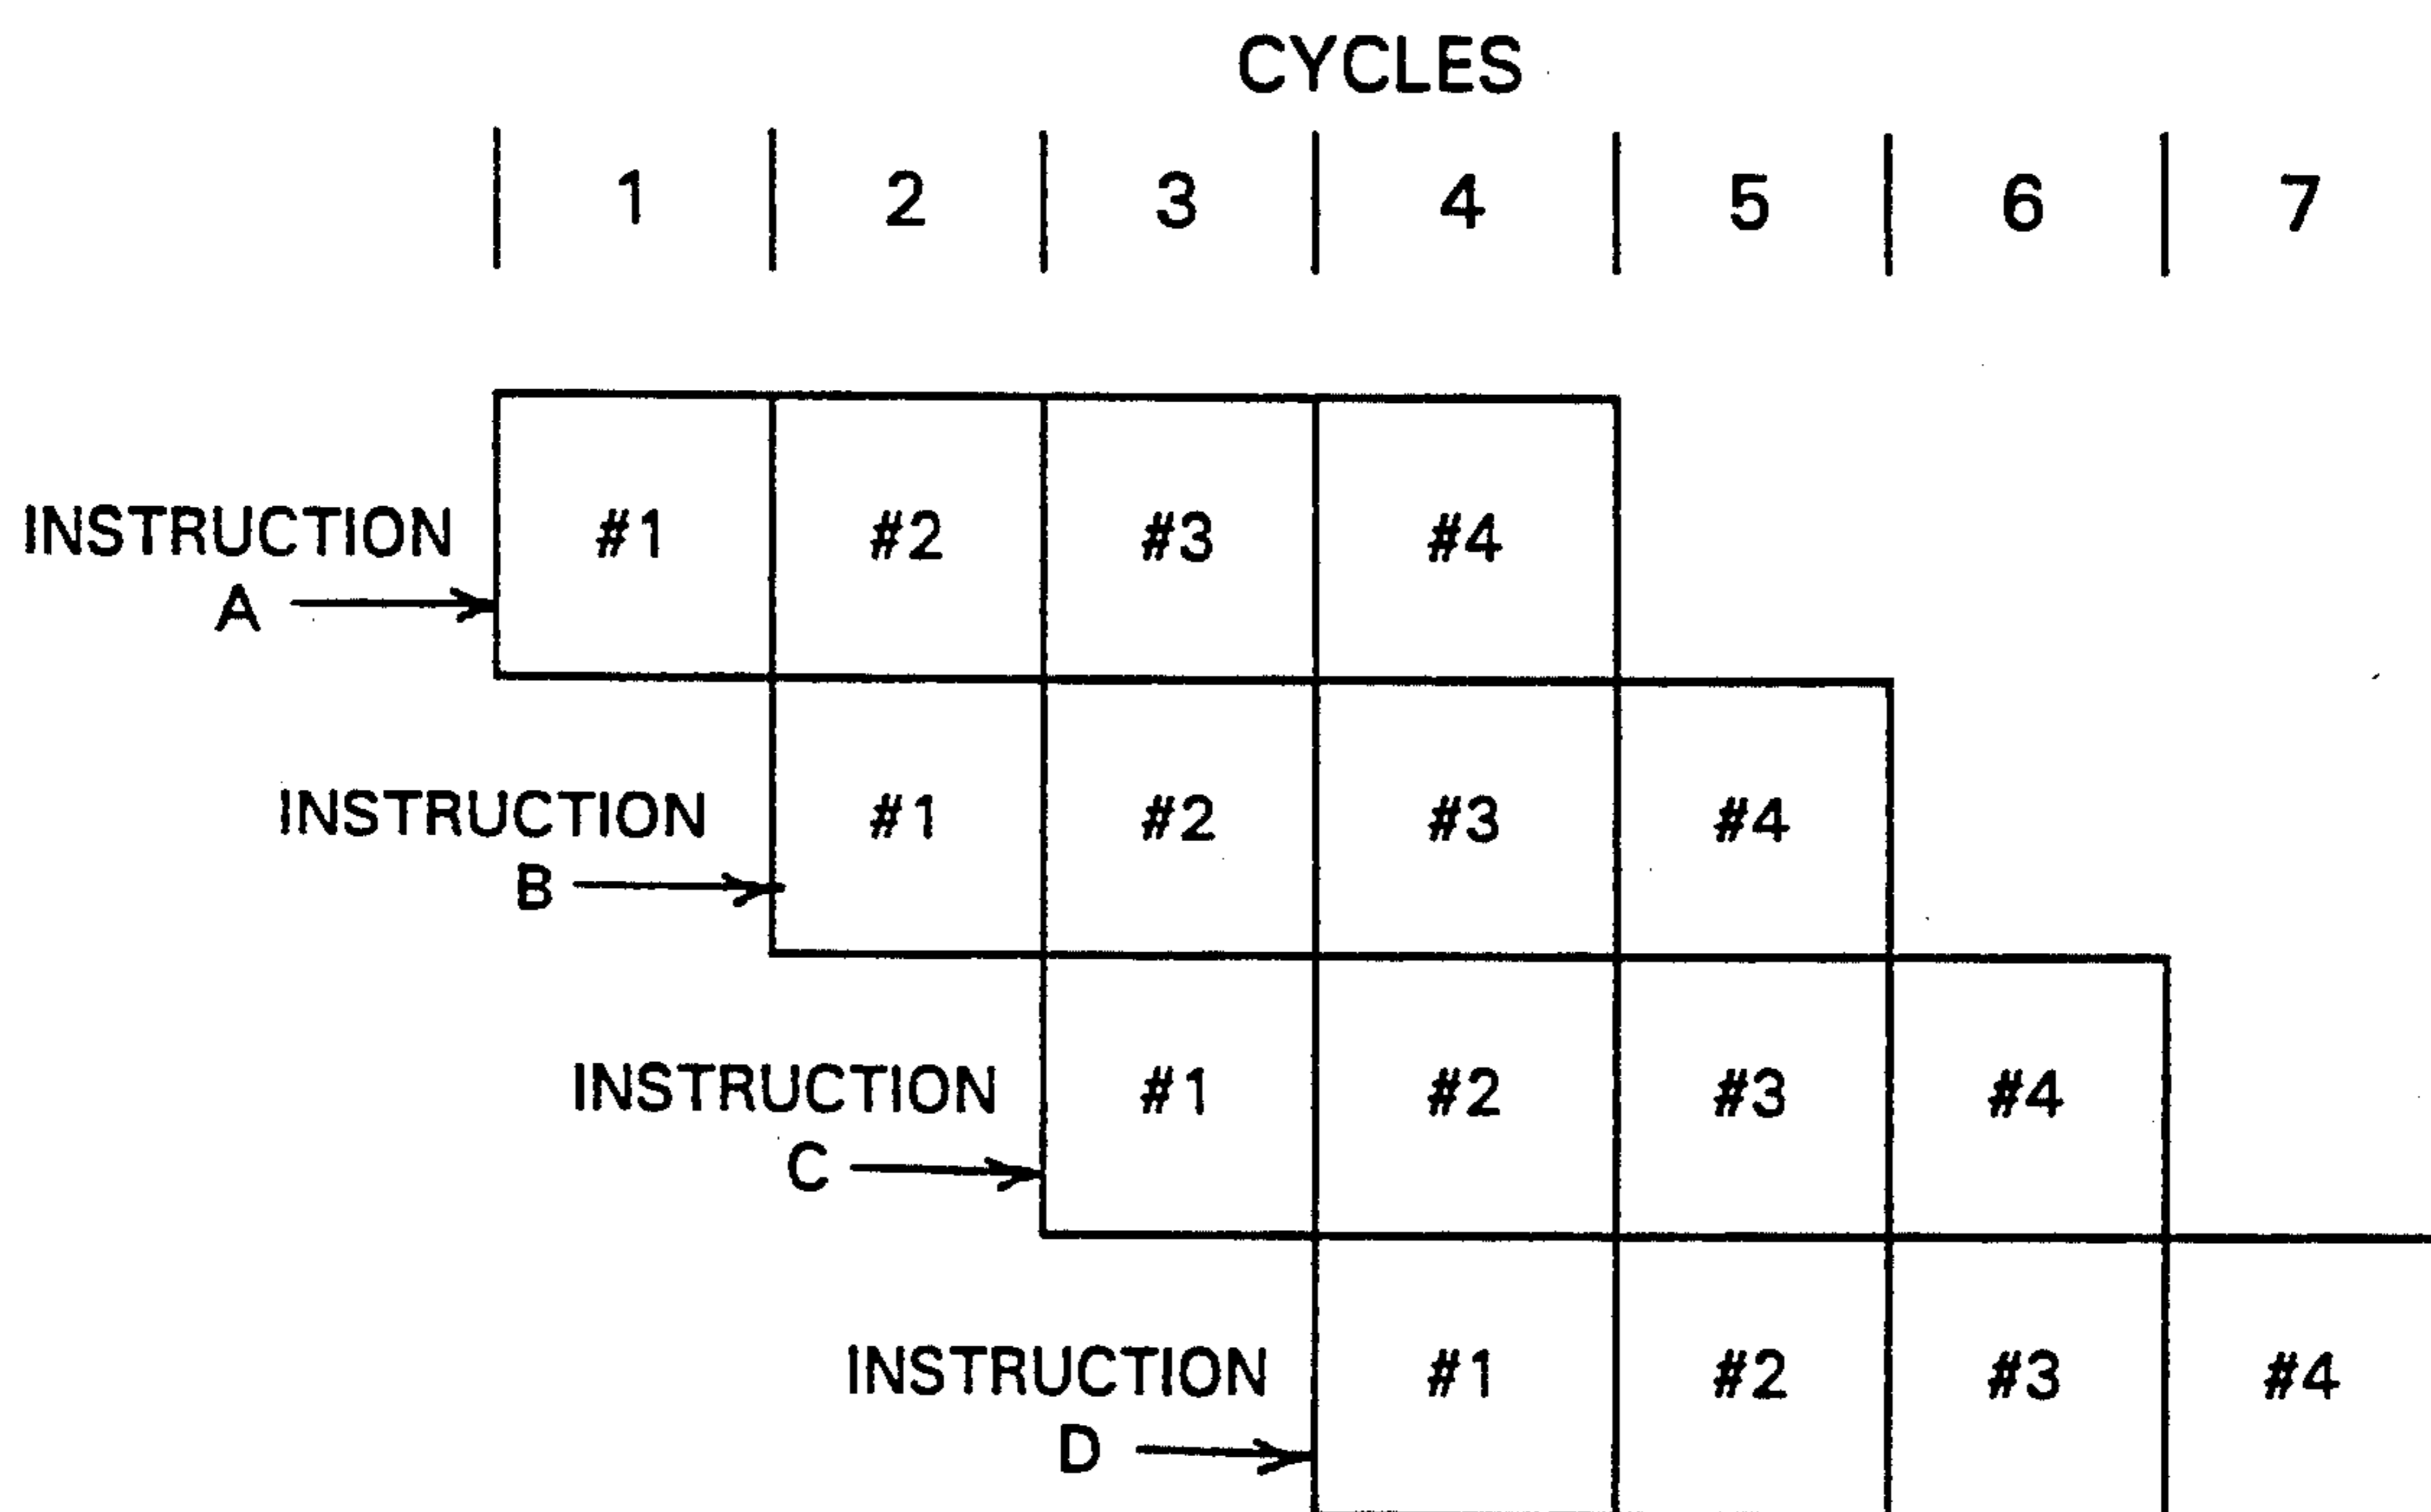 CYCLES
1 2 3 4 5 6 7
INSTRUCTION #1 #2 #3 #4
A
INSTRUCTION #1 #2 #3 #4
B
INSTRUCTION #1 #2 #3 #4
C
INSTRUCTION #1 #2 #3 #4
D